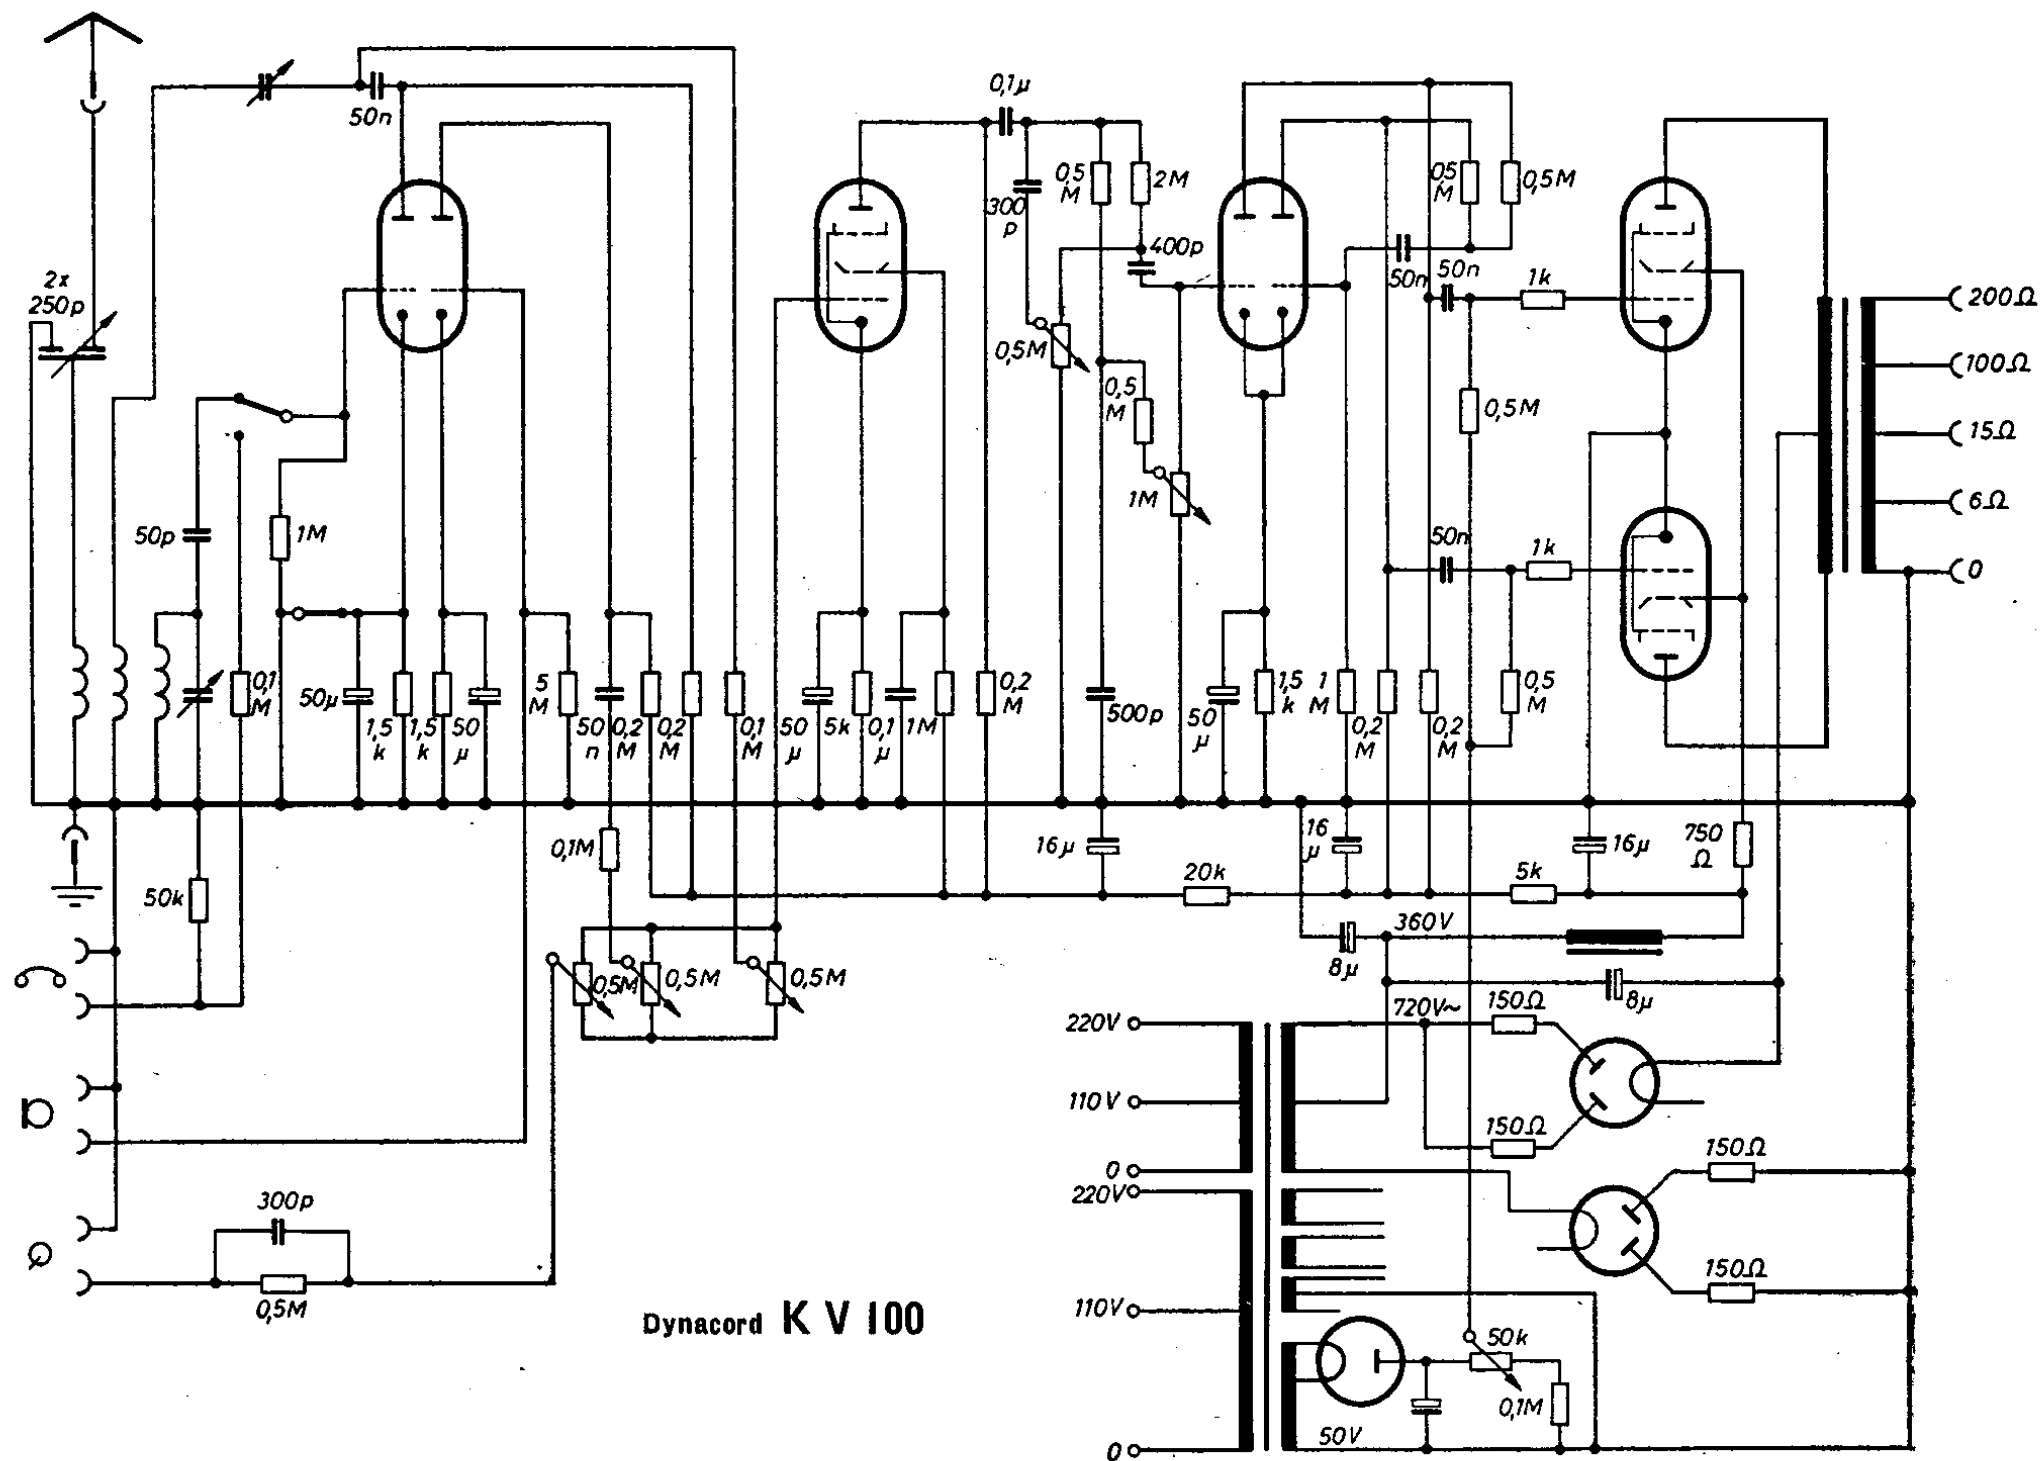 50n
0,1µ
2x
250p
0,5
M
2M
300
p
400p
05
M
0,5M
50n
50n
1k
200Ω
0,5M
0,5
M
0,5M
100Ω
15Ω
1M
50p
1M
50n
1k
6Ω
0
0,1
M
50µ
1,5
k
1,5
k
50
µ
5
M
50
n
0,2
M
0,2
M
0,1
M
50
µ
5k
0,1
µ
1M
0,2
M
500p
50
µ
1,5
k
1
M
0,2
M
0,2
M
0,5
M
0,1M
16µ
16
µ
16µ
750
Ω
50k
20k
5k
360V
8µ
0,5M
0,5M
0,5M
8µ
220V
720V~
150Ω
110V
150Ω
150Ω
0
220V
300p
0,5M
150Ω
110V
Dynacord KV100
50k
0,1M
50V
0